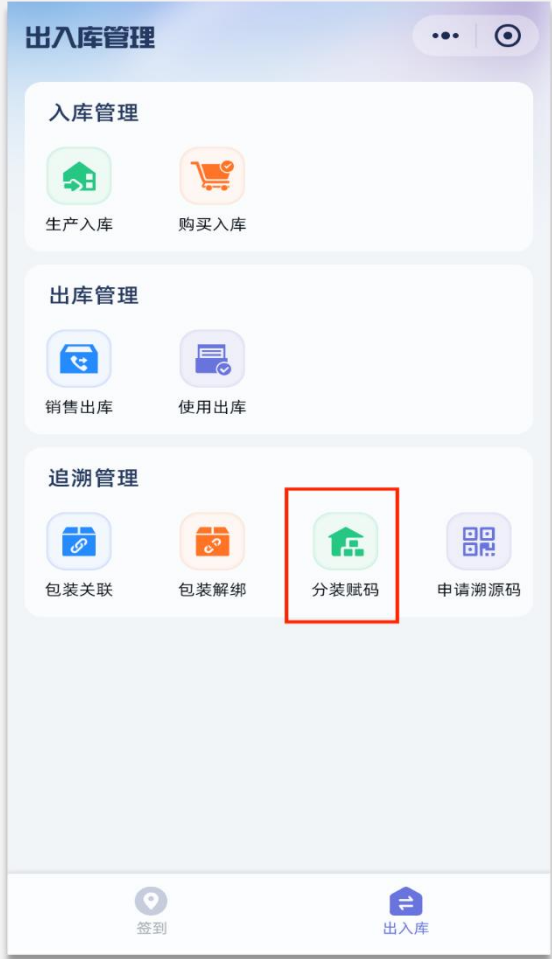 出入库管理
入库管理
生产入库 购买入库
出库管理
销售出库 使用出库
追溯管理
包装关联 包装解绑 分装赋码 申请溯源码
签到 出入库